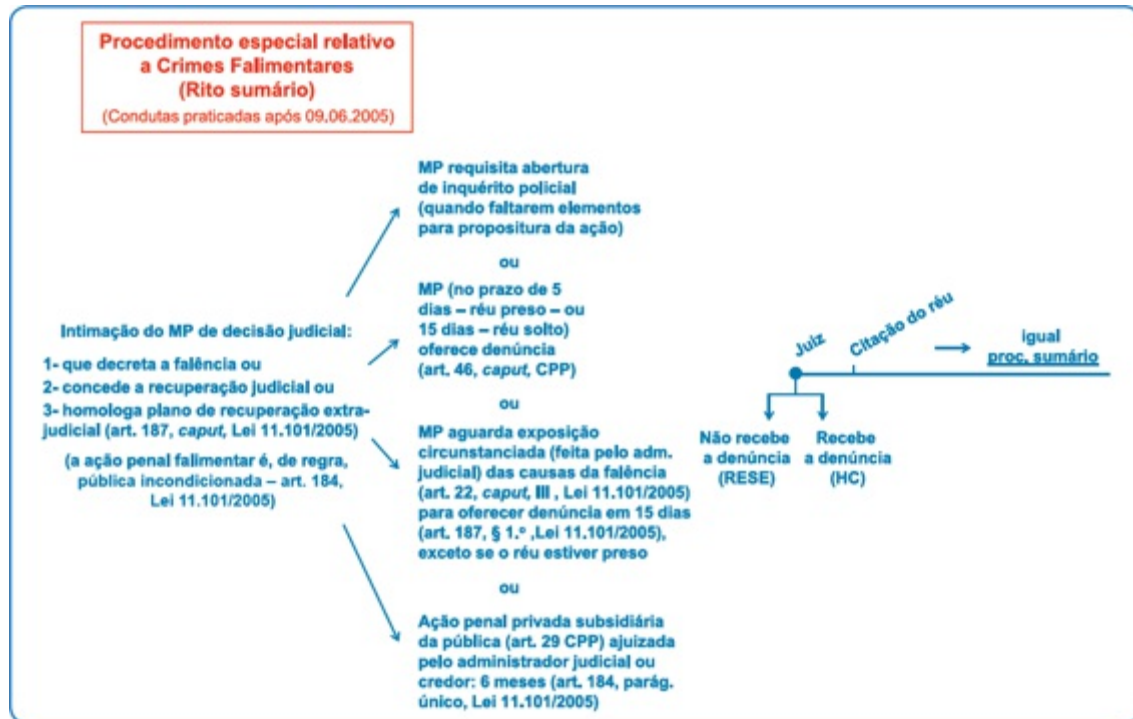 Procedimento especial relativo
a Crimes Falimentares
(Rito sumário)
(Condutas praticadas após 09.06.2005)
Intimação do MP de decisão judicial:
1- que decreta a falência ou
2- concede a recuperação judicial ou
3- homologa plano de recuperação extra-
judicial (art. 187, caput, Lei 11.101/2005)
(a ação penal falimentar é, de regra,
pública incondicionada – art. 184,
Lei 11.101/2005)
MP requisita abertura
de inquérito policial
(quando faltarem elementos
para propositura da ação)
ou
MP (no prazo de 5
dias – réu preso – ou
15 dias – réu solto)
oferece denúncia
(art. 46, caput, CPP)
ou
MP aguarda exposição
circunstanciada (feita pelo adm.
judicial) das causas da falência
(art. 22, caput, III , Lei 11.101/2005)
para oferecer denúncia em 15 dias
(art. 187, § 1.º ,Lei 11.101/2005),
exceto se o réu estiver preso
ou
Ação penal privada subsidiária
da pública (art. 29 CPP) ajuizada
pelo administrador judicial ou
credor: 6 meses (art. 184, parág.
único, Lei 11.101/2005)
Juiz
Citação do réu
igual
proc. sumário
Não recebe
a denúncia
(RESE)
Recebe
a denúncia
(HC)